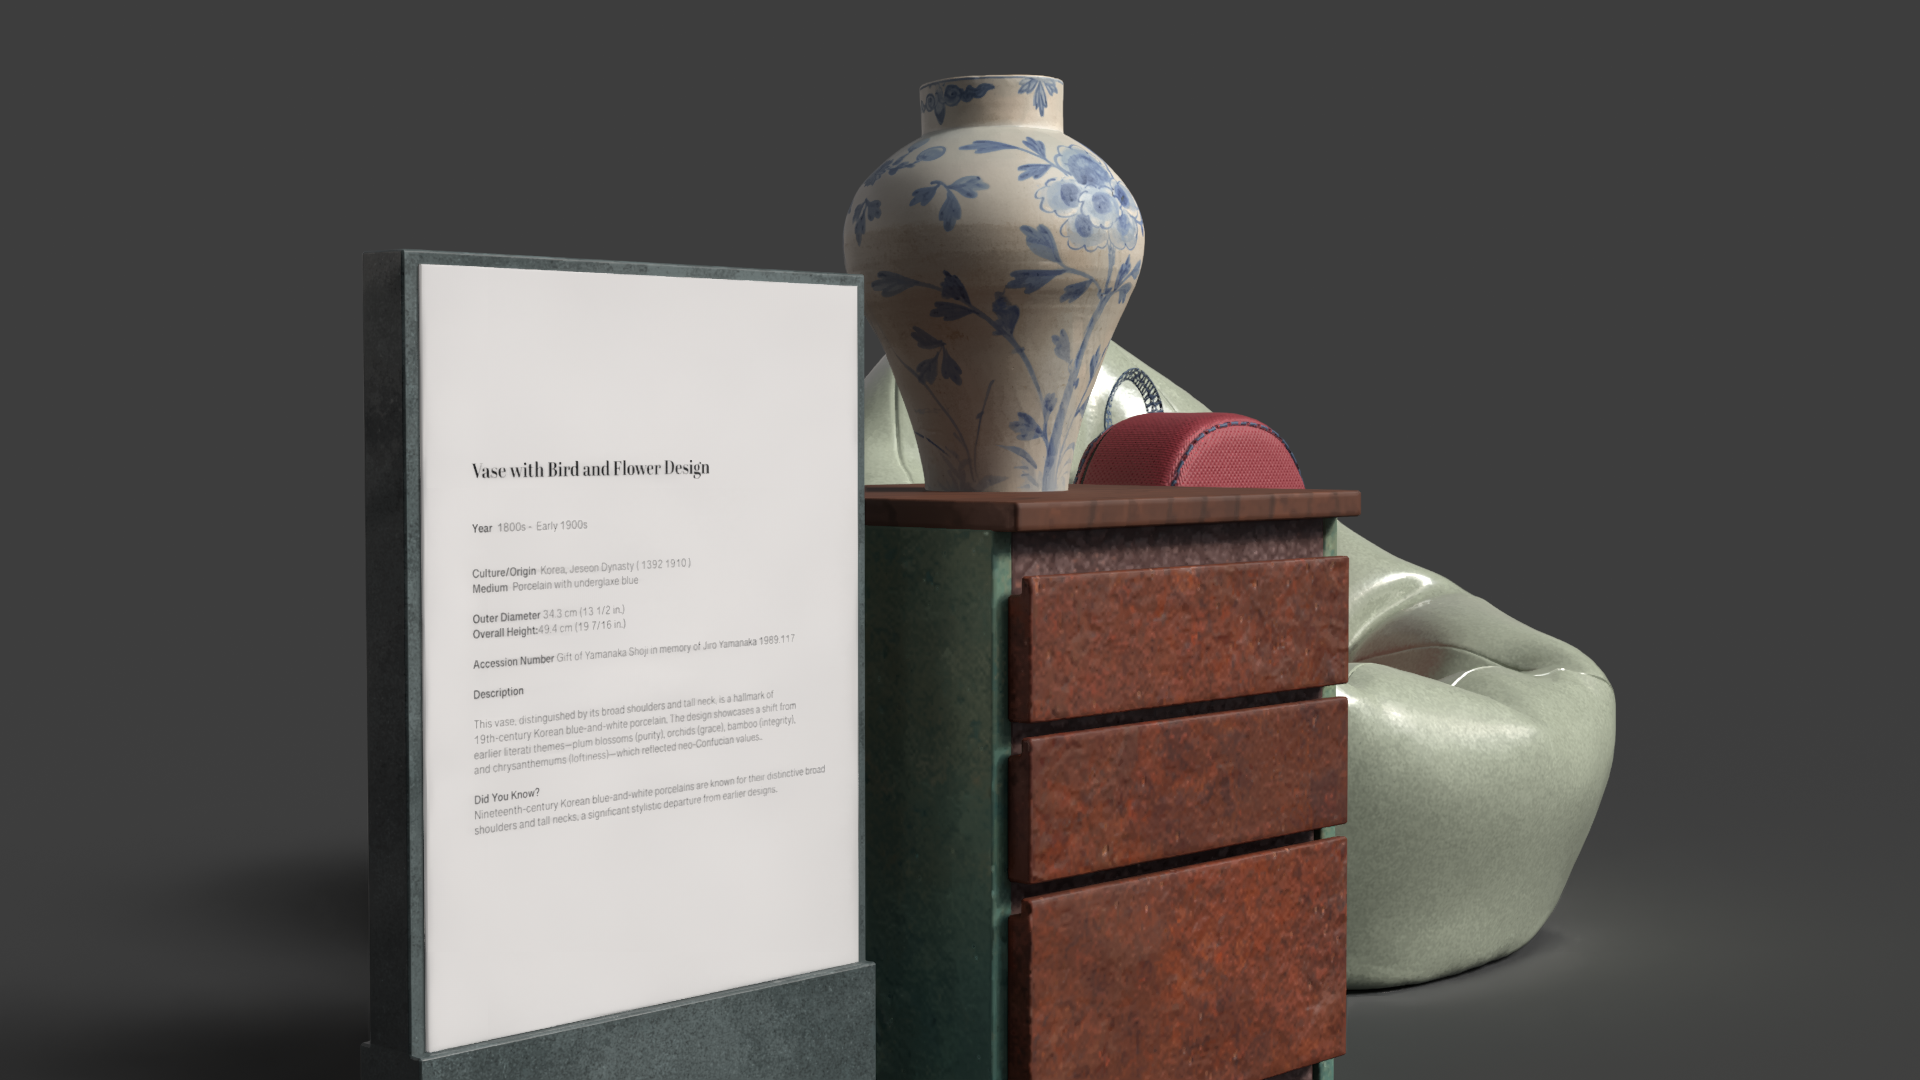 Vase with Bird and Flower Design
Year 1800s - Early 1900s
Culture/Origin Korea, Jeseon Dynasty ( 1392 1910 )
Medium Porcelain with underglaxe blue
Outer Diameter 34.3 cm (13 1/2 in.)
Overall Height:49.4 cm (19 7/16 in.)
Accession Number Gift of Yamanaka Shoji in memory of Jiro Yamanaka 1989 117
Description
This vase, distinguished by its broad shoulders and tall neck, is a hallmark of
19th-century Korean blue-and-white porcelain. The design showcases a shift from
earlier literati themes—plum blossoms (purity), orchids (grace), bamboo (integrity),
and chrysanthemums (loftiness)—which reflected neo-Confucian values.
Did You Know?
Nineteenth-century Korean blue-and-white porcelains are known for their distinctive broad
shoulders and tall necks, a significant stylistic departure from earlier designs.